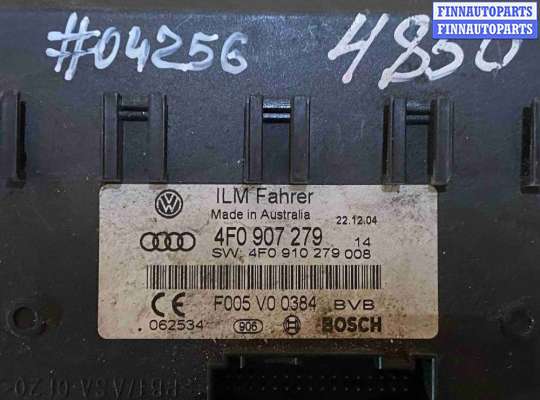 FINNAUTOPARTS
FINNAUTOPARTS
#04256
4850
ILM Fahrer
Made in Australia 22.12.04
4F0 907 279 14
SW: 4F0 910 279 008
CE F005 V0 0384 BVB
. 062534 906 BOSCH